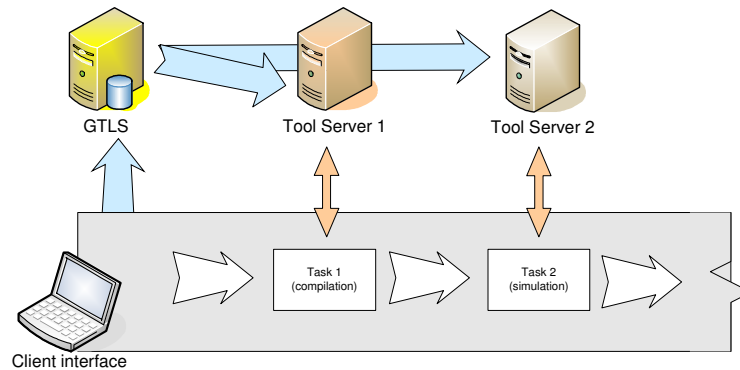 GTLS
Tool Server 1
Tool Server 2
Task 1
(compilation)
Task 2
(simulation)
Client interface